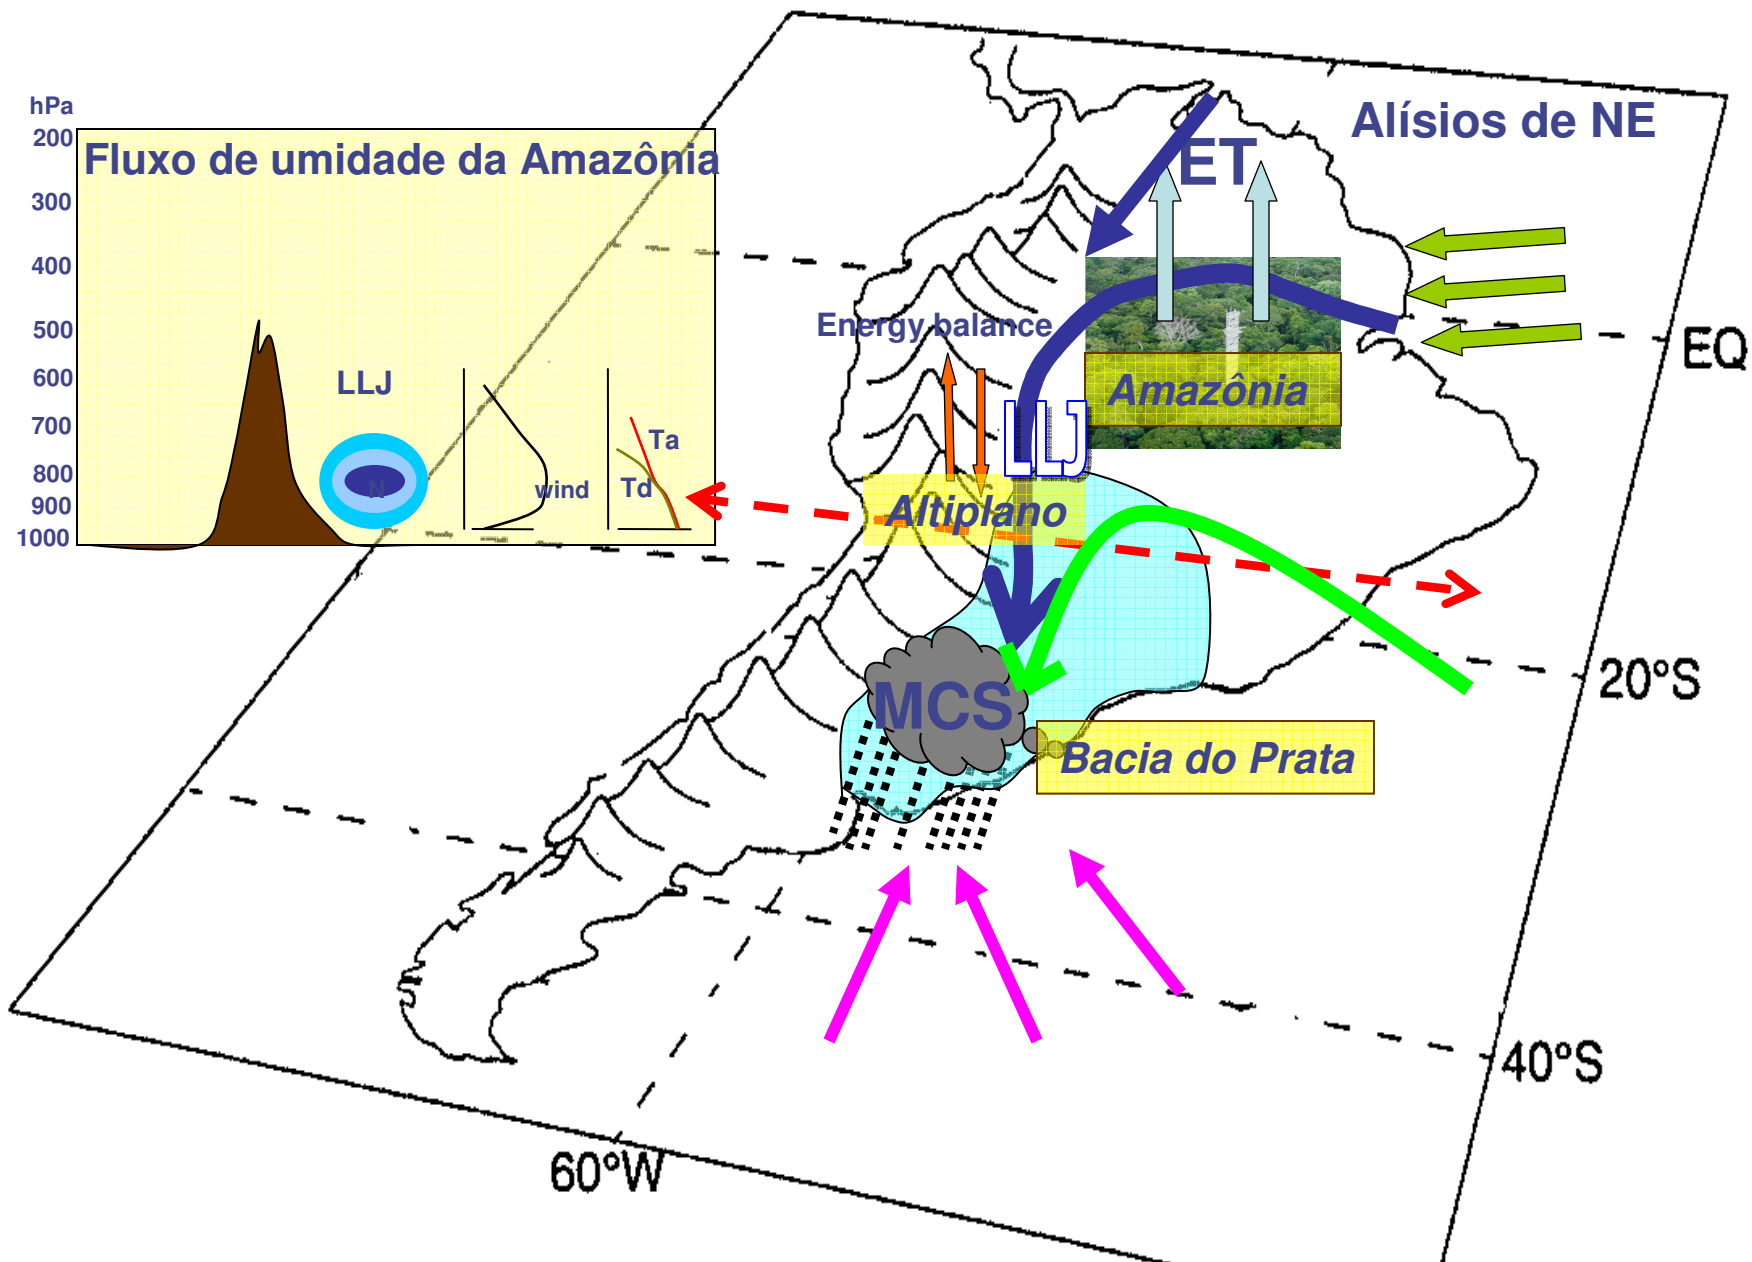 Alísios de NE
hPa
200
Fluxo de umidade da Amazônia
ET
300
400
500
Energy balance
EQ
600
LLJ
Amazônia
700
Ta
LLJ
800
N
wind
Td
900
Altiplano
1000
20°S
MCS
Bacia do Prata
40°S
60°W